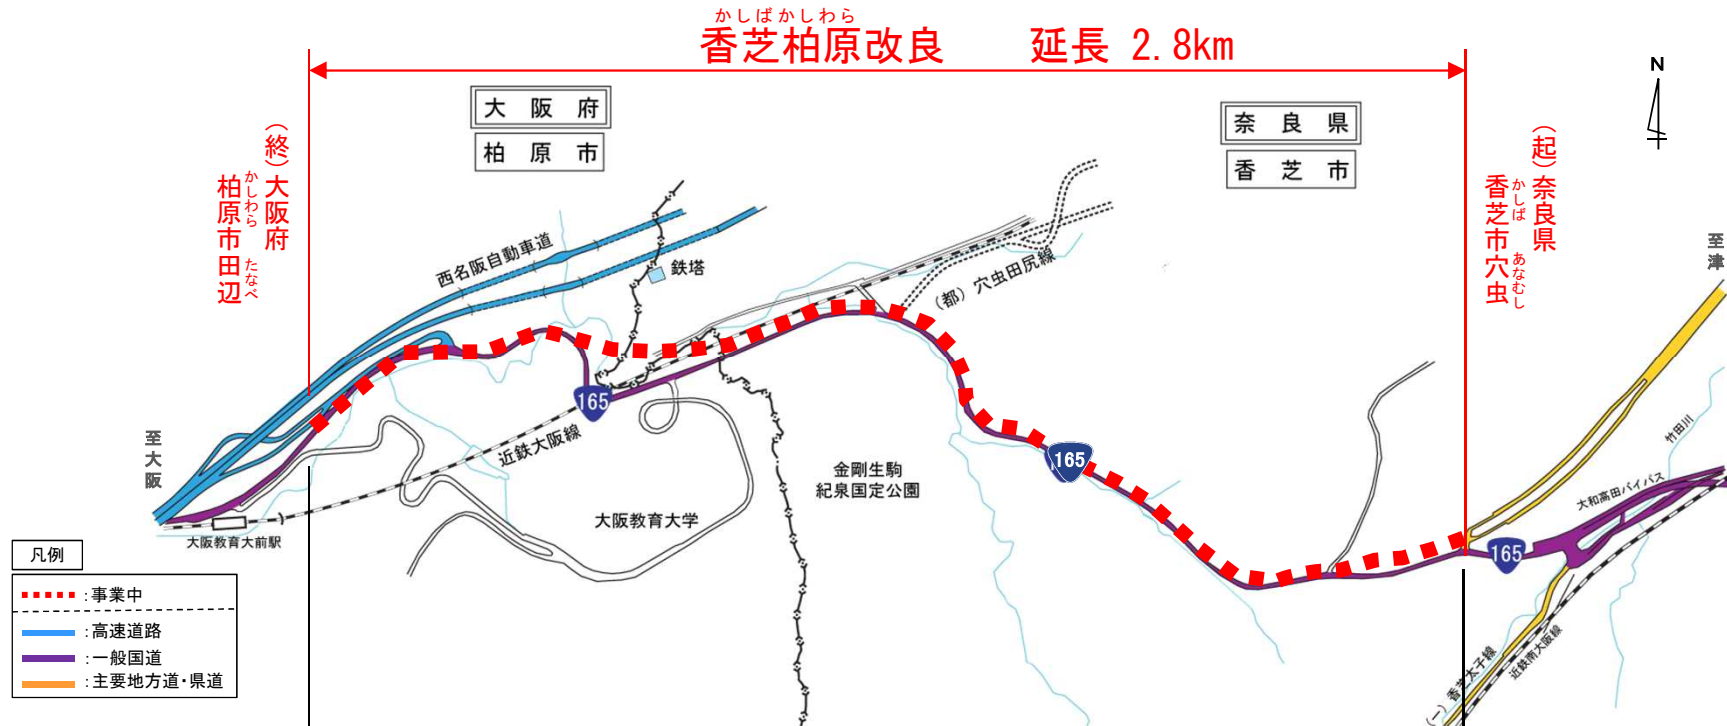 かしばかしわら
香芝柏原改良 延長 2.8km
N
大阪府
柏原市
奈良県
香芝市
(終)大阪府
柏原市田辺
かしわら たなべ
(起)奈良県
香芝市穴虫
かしば あなむし
至津
西名阪自動車道
鉄塔
(都)穴虫田尻線
165
近鉄大阪線
165
至大阪
金剛生駒
紀泉国定公園
竹田川
大和高田バイパス
大阪教育大学
大阪教育大前駅
165
凡例
:事業中
:高速道路
:一般国道
:主要地方道・県道
(一)香芝太子線
近鉄南大阪線